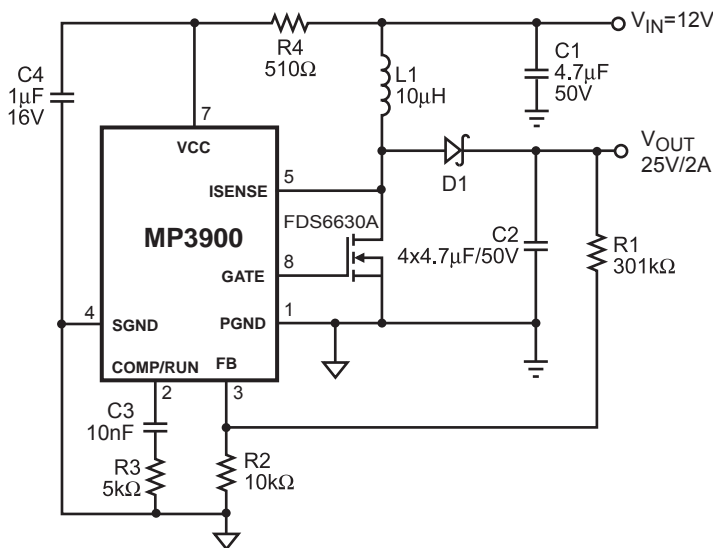 VIN=12V
R4
510Ω
C4
1μF
16V
L1
10μH
C1
4.7μF
50V
7
VCC
VOUT
25V/2A
D1
5
ISENSE
FDS6630A
MP3900
C2
4x4.7μF/50V
R1
301kΩ
8
GATE
4
SGND
1
PGND
COMP/RUN
FB
2
3
C3
10nF
R3
5kΩ
R2
10kΩ